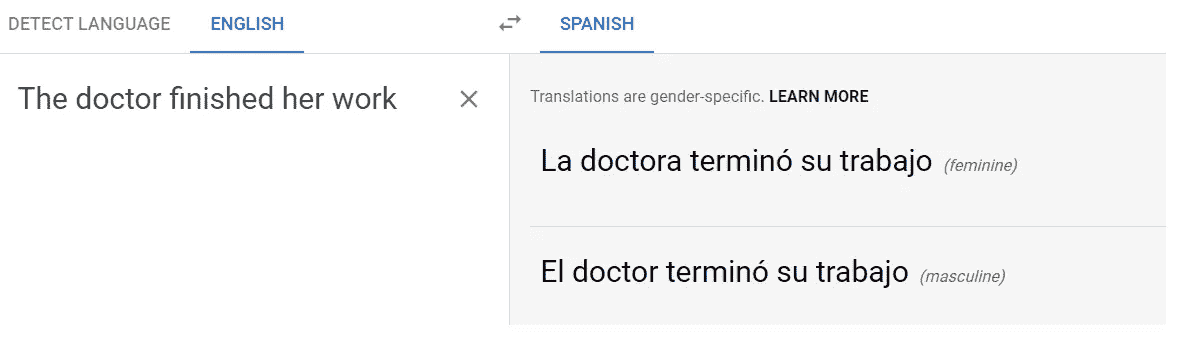 DETECT LANGUAGE ENGLISH SPANISH
The doctor finished her work
Translations are gender-specific. LEARN MORE
La doctora terminó su trabajo (feminine)
El doctor terminó su trabajo (masculine)